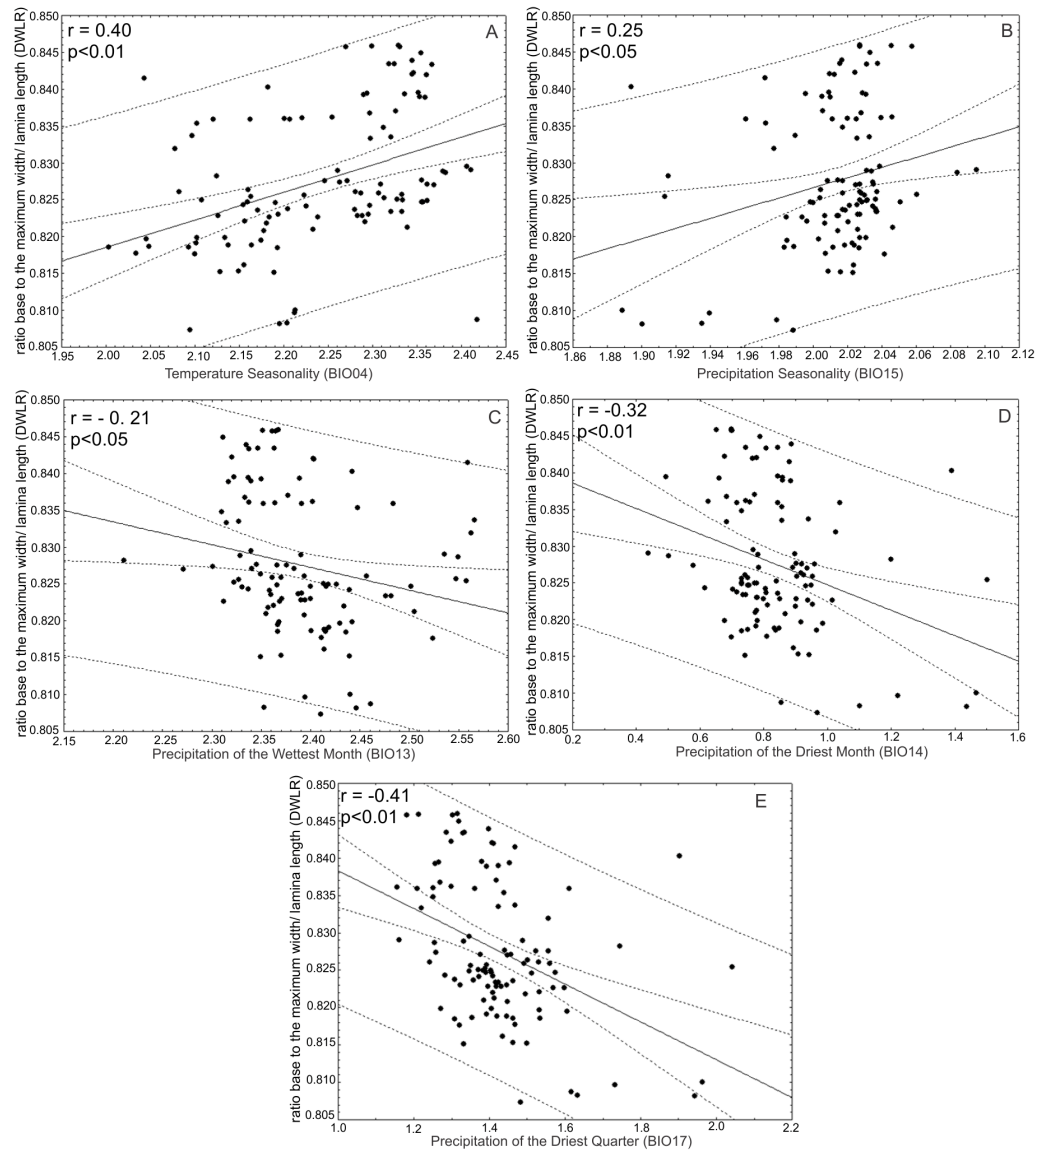 A
r = 0.40
p<0.01
ratio base to the maximum width/ lamina length (DWLR)
0.850
0.845
0.840
0.835
0.830
0.825
0.820
0.815
0.810
0.805
1.95 2.00 2.05 2.10 2.15 2.20 2.25 2.30 2.35 2.40 2.45
Temperature Seasonality (BIO04)
B
r = 0.25
p<0.05
ratio base to the maximum width/ lamina length (DWLR)
0.850
0.845
0.840
0.835
0.830
0.825
0.820
0.815
0.810
0.805
1.86 1.88 1.90 1.92 1.94 1.96 1.98 2.00 2.02 2.04 2.06 2.08 2.10 2.12
Precipitation Seasonality (BIO15)
C
r = - 0. 21
p<0.05
ratio base to the maximum width/ lamina length (DWLR)
0.850
0.845
0.840
0.835
0.830
0.825
0.820
0.815
0.810
0.805
2.15 2.20 2.25 2.30 2.35 2.40 2.45 2.50 2.55 2.60
Precipitation of the Wettest Month (BIO13)
D
r = -0.32
p<0.01
ratio base to the maximum width/ lamina length (DWLR)
0.850
0.845
0.840
0.835
0.830
0.825
0.820
0.815
0.810
0.805
0.2 0.4 0.6 0.8 1.0 1.2 1.4 1.6
Precipitation of the Driest Month (BIO14)
E
r = -0.41
p<0.01
ratio base to the maximum width/ lamina length (DWLR)
0.850
0.845
0.840
0.835
0.830
0.825
0.820
0.815
0.810
0.805
1.0 1.2 1.4 1.6 1.8 2.0 2.2
Precipitation of the Driest Quarter (BIO17)